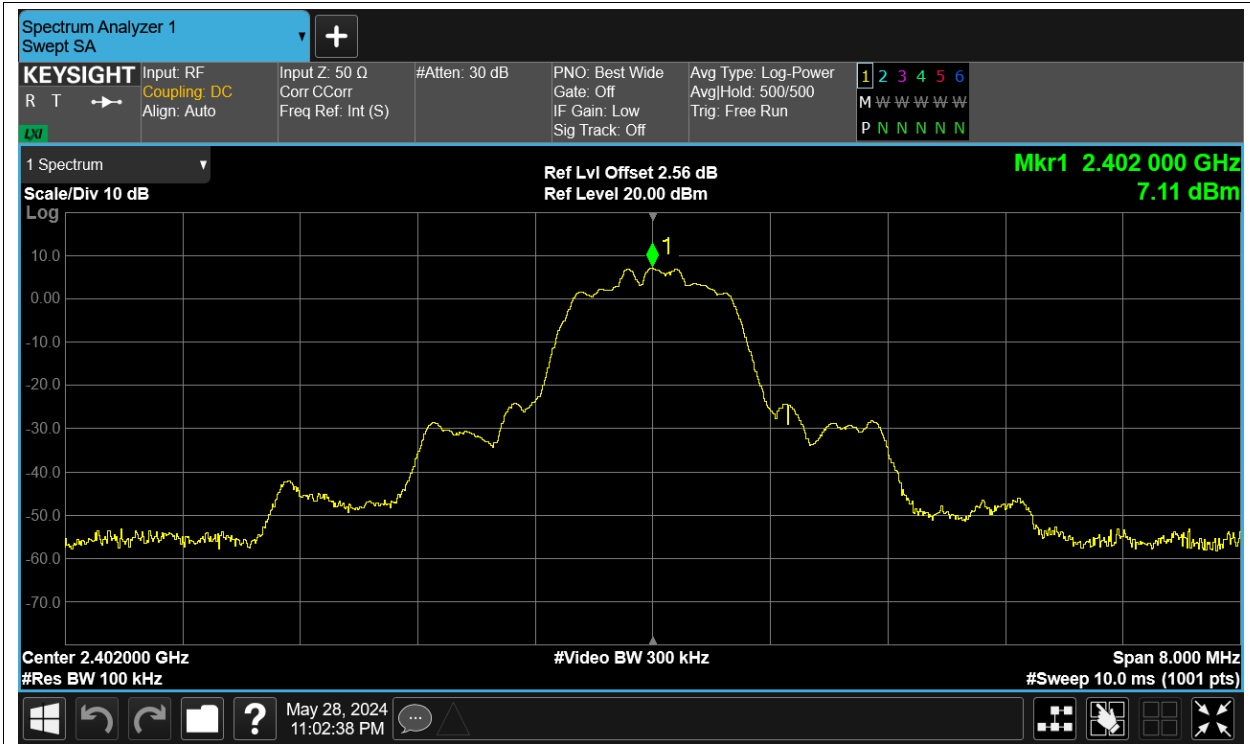 Spectrum Analyzer 1
Swept SA
KEYSIGHT
R T
LXI
Input: RF
Coupling: DC
Align: Auto
Input Z: 50 Ω
Corr CCorr
Freq Ref: Int (S)
#Atten: 30 dB
PNO: Best Wide
Gate: Off
IF Gain: Low
Sig Track: Off
Avg Type: Log-Power
Avg|Hold: 500/500
Trig: Free Run
1 2 3 4 5 6
M W W W W W
P N N N N N
1 Spectrum
Scale/Div 10 dB
Log
Ref Lvl Offset 2.56 dB
Ref Level 20.00 dBm
Mkr1 2.402 000 GHz
7.11 dBm
1
10.0
0.00
-10.0
-20.0
-30.0
-40.0
-50.0
-60.0
-70.0
Center 2.402000 GHz
#Video BW 300 kHz
Span 8.000 MHz
#Res BW 100 kHz
#Sweep 10.0 ms (1001 pts)
?
May 28, 2024
11:02:38 PM